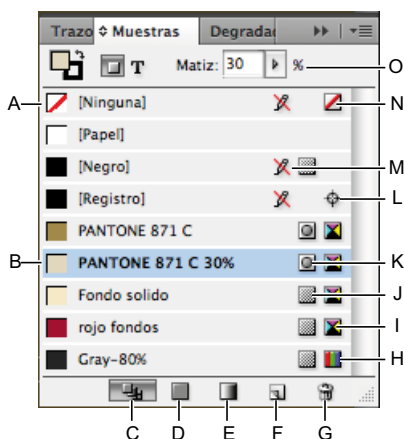 Trazo Muestras Degradad
T Matiz: 30 % O
A [Ninguna] N
[Papel]
[Negro] M
[Registro] L
PANTONE 871 C
B PANTONE 871 C 30% K
Fondo solido J
rojo fondos I
Gray-80% H
C D E F G